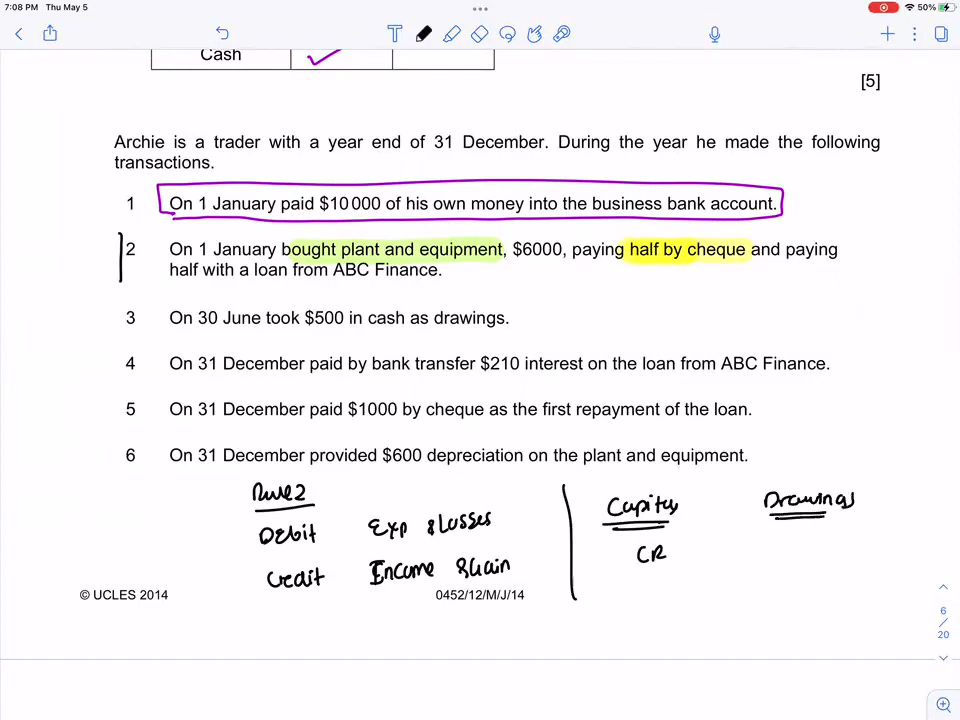 7:08 PM Thu May 5
50%
Cash
[5]
Archie is a trader with a year end of 31 December. During the year he made the following
transactions.
1 On 1 January paid $10 000 of his own money into the business bank account.
2 On 1 January bought plant and equipment, $6000, paying half by cheque and paying
half with a loan from ABC Finance.
3 On 30 June took $500 in cash as drawings.
4 On 31 December paid by bank transfer $210 interest on the loan from ABC Finance.
5 On 31 December paid $1000 by cheque as the first repayment of the loan.
6 On 31 December provided $600 depreciation on the plant and equipment.
Rule 2
Capital
Drawings
Debit Exp & Losses
CR
Credit Income & Gain
© UCLES 2014
0452/12/M/J/14
6
/
20